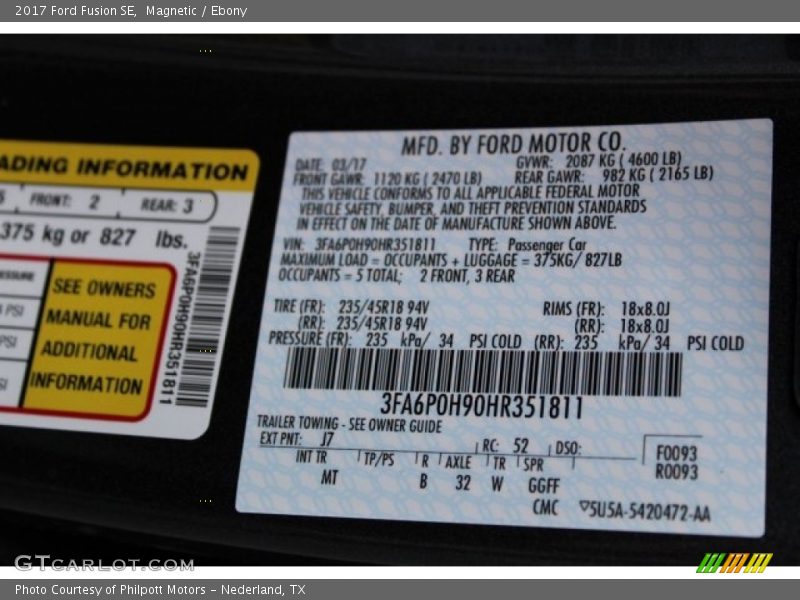 2017 Ford Fusion SE, Magnetic / Ebony
ADING INFORMATION
FRONT: 2 REAR: 3
375 kg or 827 lbs.
PSI
PSI
SEE OWNERS
MANUAL FOR
ADDITIONAL
INFORMATION
3FA6P0H90HR351811
MFD. BY FORD MOTOR CO.
DATE: 03/17 GVWR: 2087 KG ( 4600 LB)
FRONT GAWR: 1120 KG ( 2470 LB) REAR GAWR: 982 KG ( 2165 LB)
THIS VEHICLE CONFORMS TO ALL APPLICABLE FEDERAL MOTOR
VEHICLE SAFETY, BUMPER, AND THEFT PREVENTION STANDARDS
IN EFFECT ON THE DATE OF MANUFACTURE SHOWN ABOVE.
VIN: 3FA6P0H90HR351811 TYPE: Passenger Car
MAXIMUM LOAD = OCCUPANTS + LUGGAGE = 375KG/ 827LB
OCCUPANTS = 5 TOTAL; 2 FRONT, 3 REAR
TIRE (FR): 235/45R18 94V RIMS (FR): 18x8.0J
(RR): 235/45R18 94V (RR): 18x8.0J
PRESSURE (FR): 235 kPa/ 34 PSI COLD (RR): 235 kPa/ 34 PSI COLD
3FA6P0H90HR351811
TRAILER TOWING - SEE OWNER GUIDE
EXT PNT: J7 RC: 52 DSO: F0093
INT TR TP/PS R AXLE TR SPR R0093
MT B 32 W GGFF
CMC ▽5U5A-5420472-AA
GTCARLOT.COM
Photo Courtesy of Philpott Motors - Nederland, TX